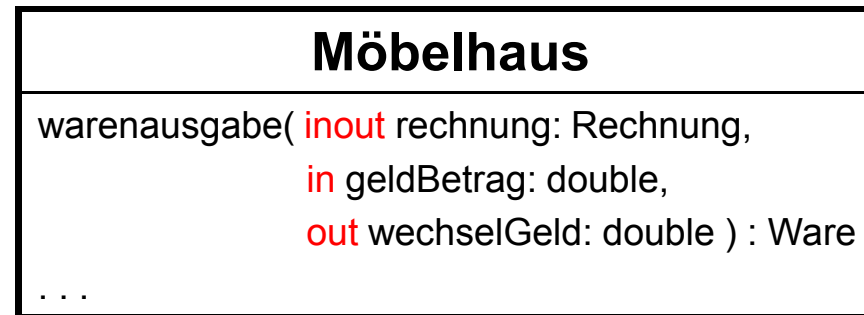 Möbelhaus
warenausgabe( inout rechnung: Rechnung,
in geldBetrag: double,
out wechselGeld: double ) : Ware
. . .